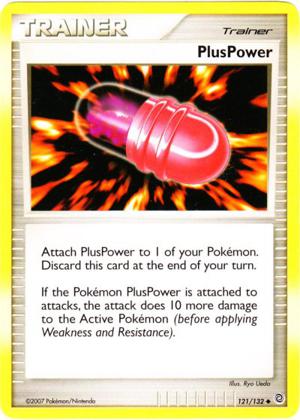 TRAINER
Trainer
PlusPower
Attach PlusPower to 1 of your Pokémon.
Discard this card at the end of your turn.
If the Pokémon PlusPower is attached to
attacks, the attack does 10 more damage
to the Active Pokémon (before applying
Weakness and Resistance).
Illus. Ryo Ueda
©2007 Pokémon/Nintendo
121/132